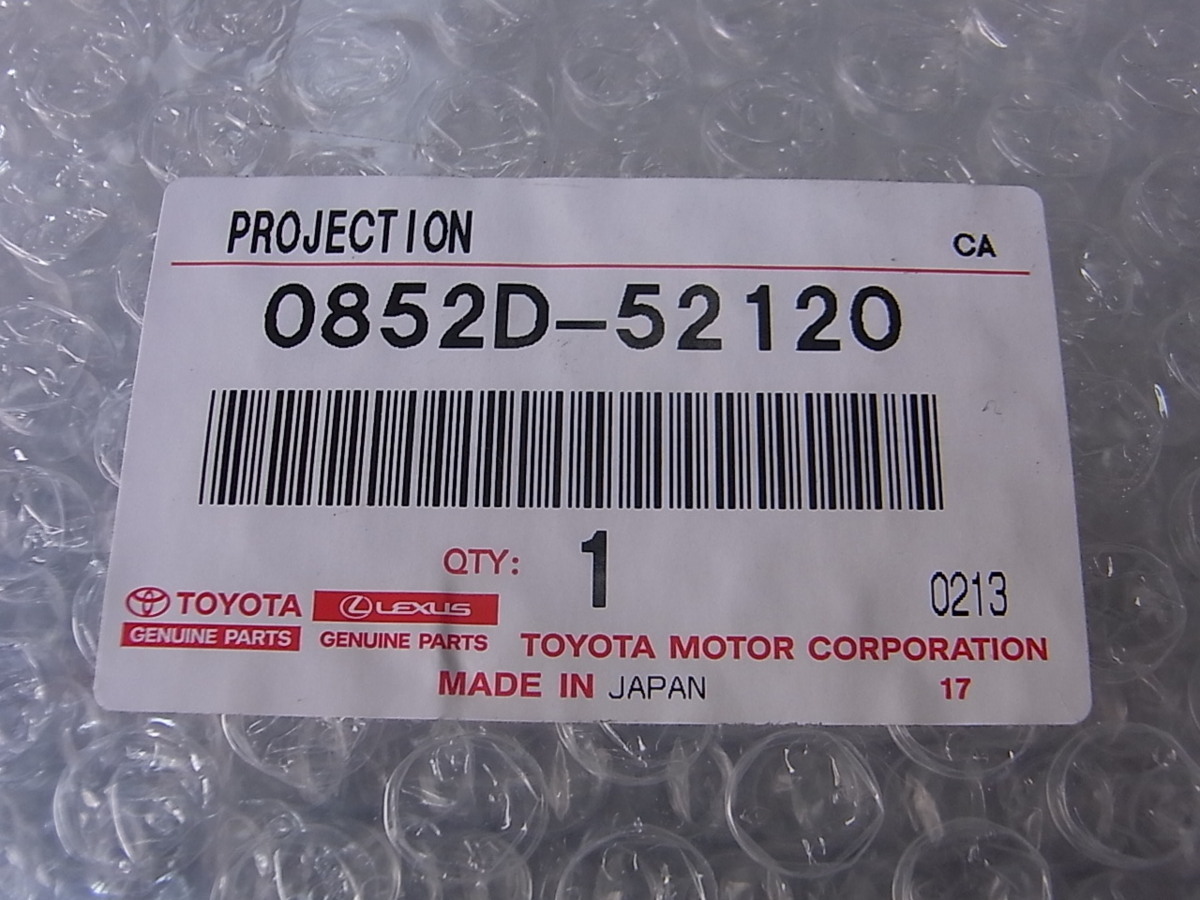 PROJECTION CA
0852D-52120
QTY: 1
0213
TOYOTA LEXUS
GENUINE PARTS GENUINE PARTS TOYOTA MOTOR CORPORATION
MADE IN JAPAN 17